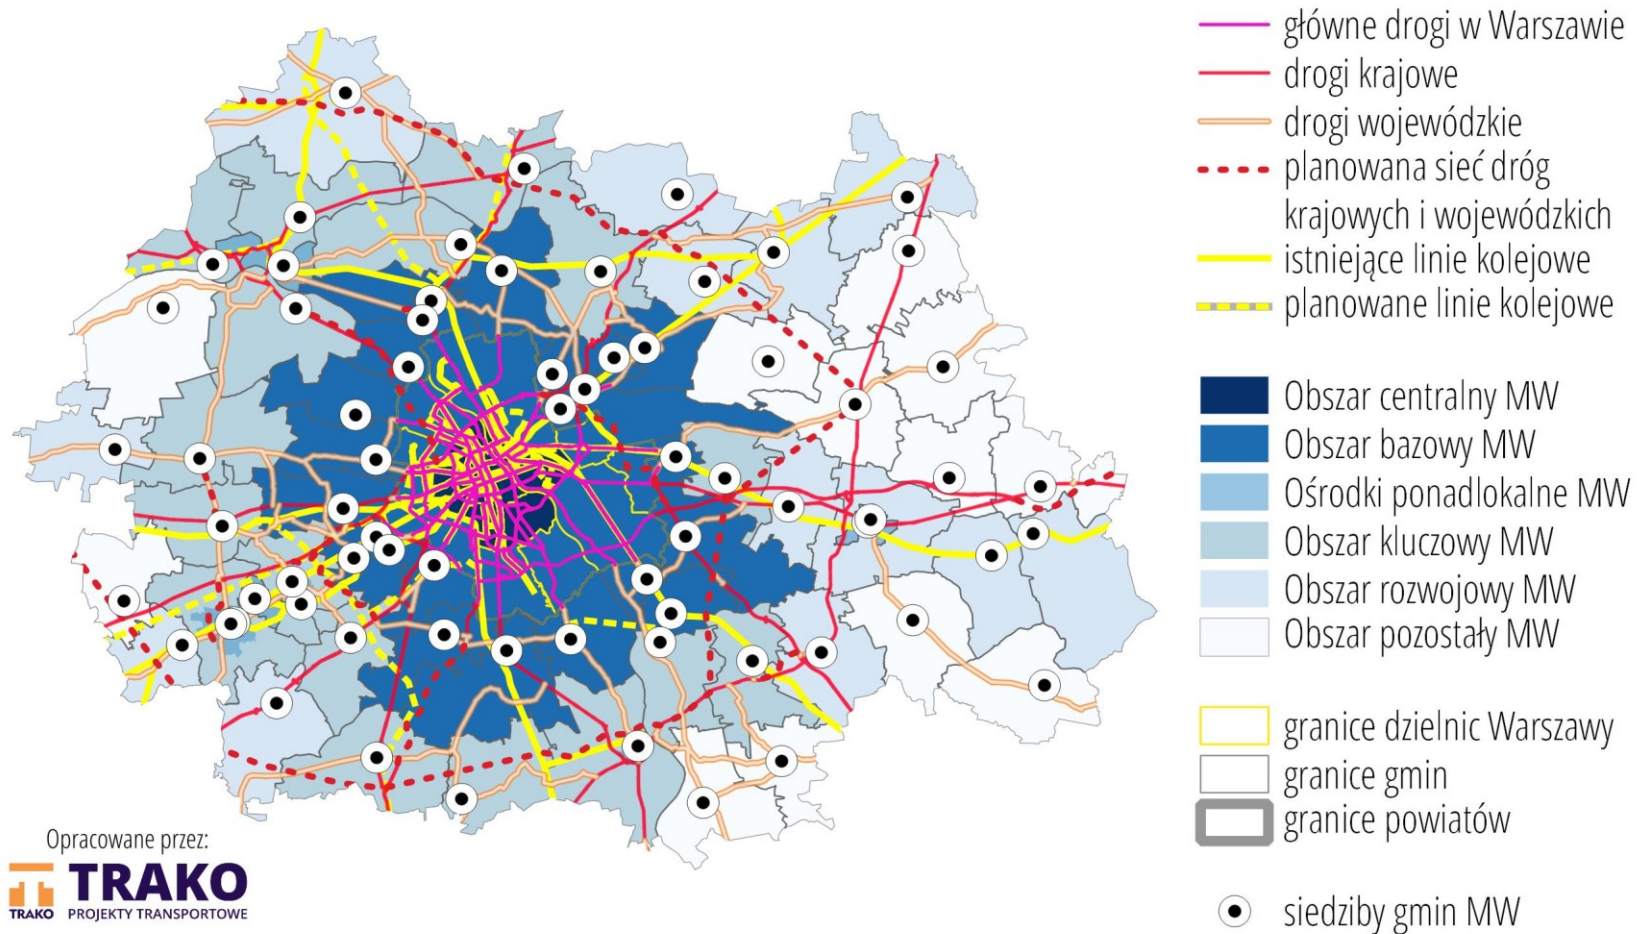 główne drogi w Warszawie
drogi krajowe
drogi wojewódzkie
planowana sieć dróg
krajowych i wojewódzkich
istniejące linie kolejowe
planowane linie kolejowe
Obszar centralny MW
Obszar bazowy MW
Ośrodki ponadlokalne MW
Obszar kluczowy MW
Obszar rozwojowy MW
Obszar pozostały MW
granice dzielnic Warszawy
granice gmin
granice powiatów
siedziby gmin MW
Opracowane przez:
TRAKO
TRAKO
PROJEKTY TRANSPORTOWE